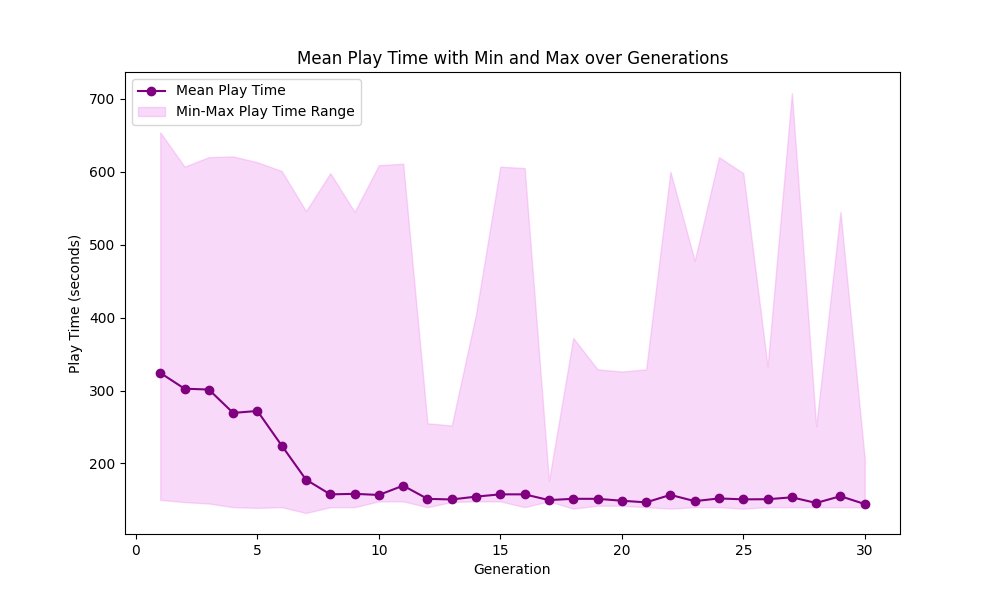 Mean Play Time with Min and Max over Generations
Mean Play Time
Min-Max Play Time Range
Play Time (seconds)
700
600
500
400
300
200
0 5 10 15 20 25 30
Generation